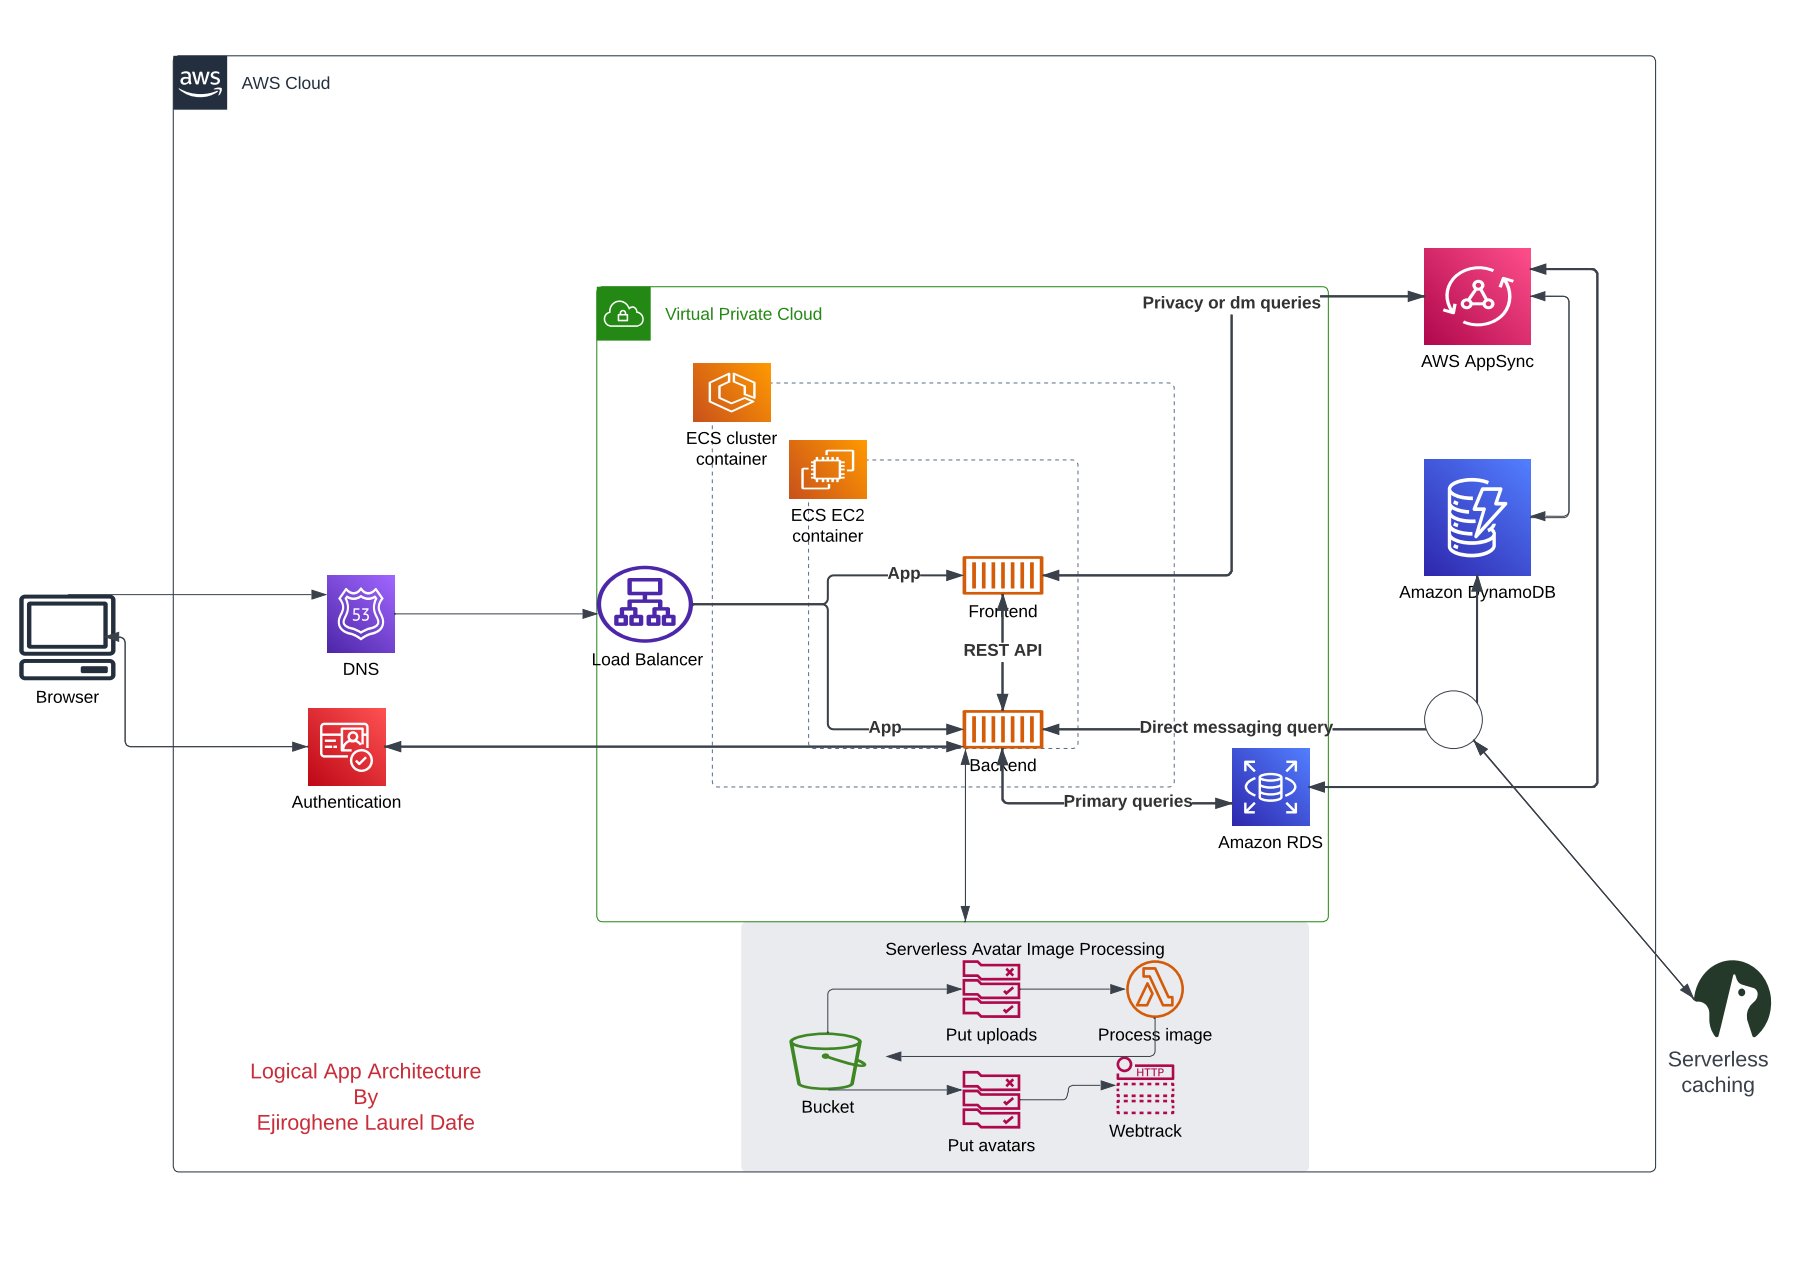 aws
AWS Cloud
Virtual Private Cloud
Privacy or dm queries
AWS AppSync
ECS cluster
container
ECS EC2
container
Amazon DynamoDB
App
Frontend
53
DNS
Load Balancer
REST API
Browser
App
Direct messaging query
Backend
Authentication
Primary queries
Amazon RDS
Serverless Avatar Image Processing
Put uploads
Process image
Serverless
caching
HTTP
Bucket
Webtrack
Put avatars
Logical App Architecture
By
Ejiroghene Laurel Dafe